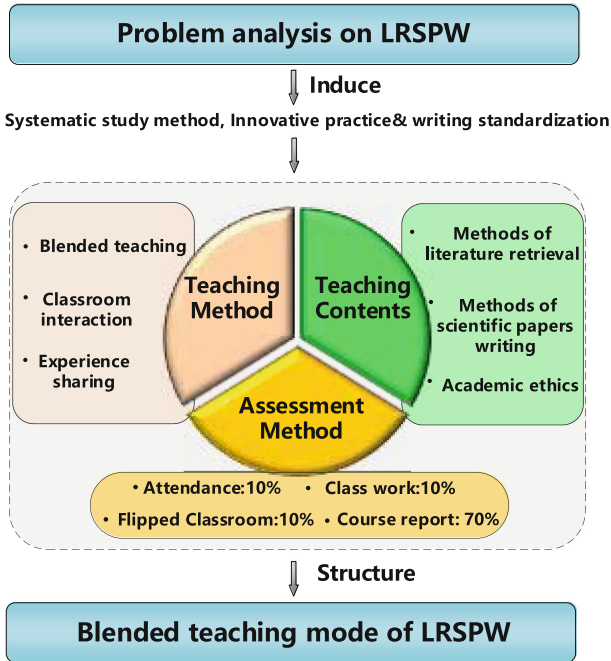 Problem analysis on LRSPW
Induce
Systematic study method, Innovative practice& writing standardization
• Blended teaching
• Classroom
interaction
• Experience
sharing
Teaching
Method
Teaching
Contents
• Methods of
literature retrieval
• Methods of
scientific papers
writing
• Academic ethics
Assessment
Method
• Attendance:10% • Class work:10%
• Flipped Classroom:10% • Course report: 70%
Structure
Blended teaching mode of LRSPW